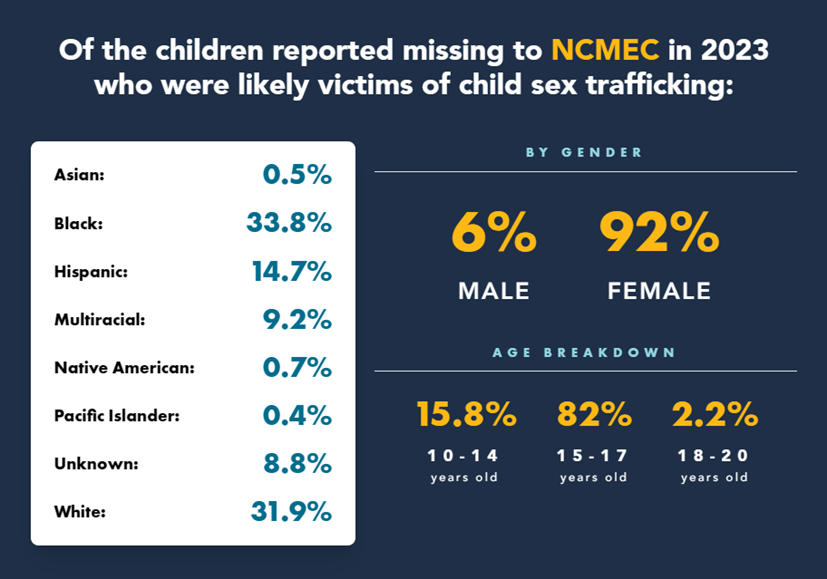 Of the children reported missing to NCMEC in 2023
who were likely victims of child sex trafficking:
Asian: 0.5%
Black: 33.8%
Hispanic: 14.7%
Multiracial: 9.2%
Native American: 0.7%
Pacific Islander: 0.4%
Unknown: 8.8%
White: 31.9%
BY GENDER
6% 92%
MALE FEMALE
AGE BREAKDOWN
15.8% 82% 2.2%
10-14 15-17 18-20
years old years old years old